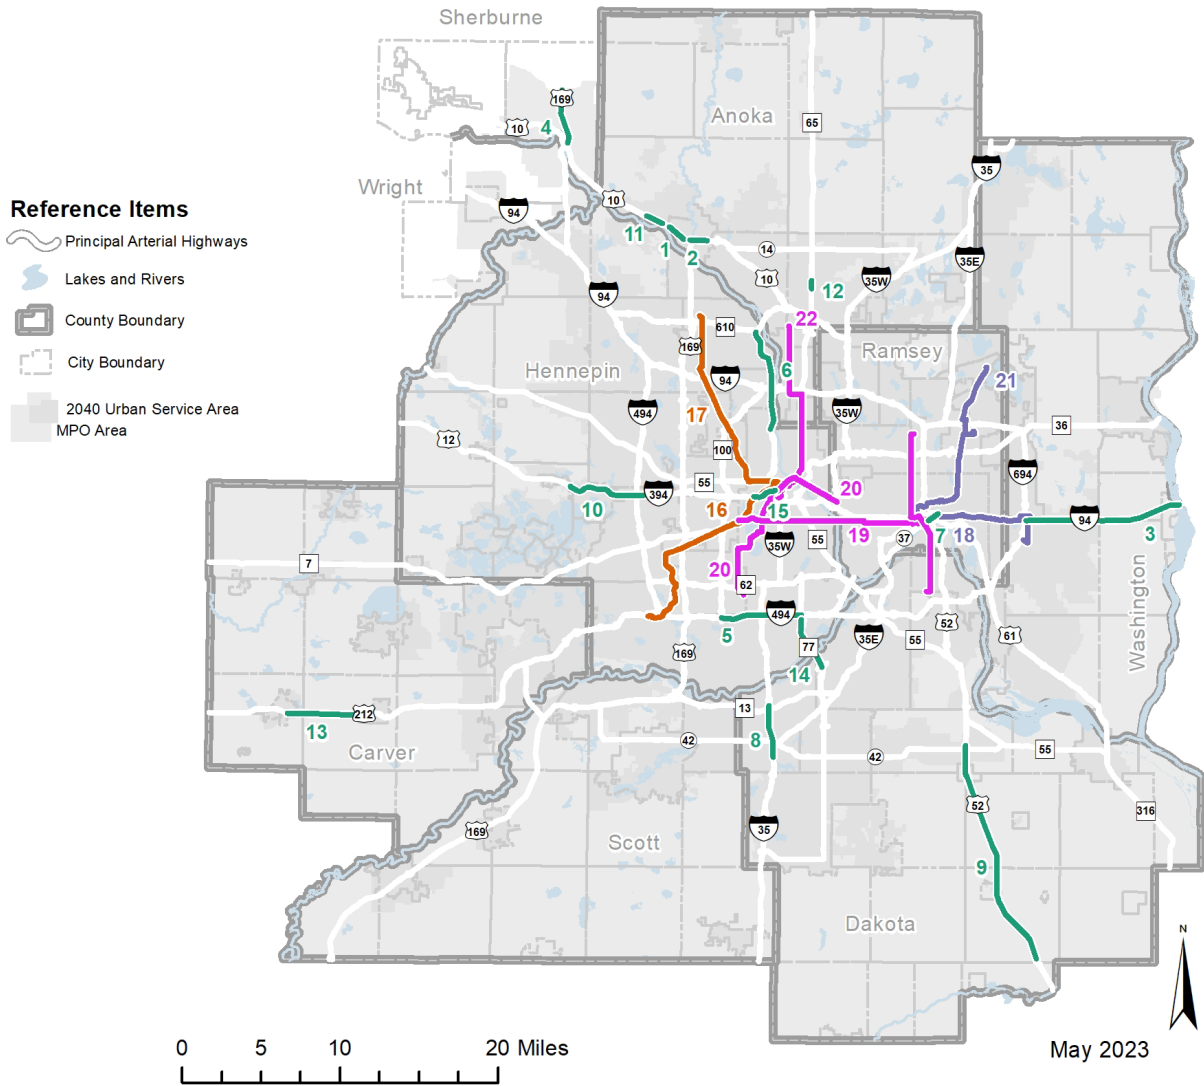 Sherburne
169
10
4
Anoka
65
35
Wright
94
10
Reference Items
Principal Arterial Highways
11
1
2
14
35E
Lakes and Rivers
94
10
12
35W
County Boundary
22
610
169
Ramsey
City Boundary
Hennepin
94
6
21
2040 Urban Service Area
MPO Area
494
17
35W
12
36
100
694
55
394
20
10
16
15
19
7
18
94
3
35W
55
37
7
20
62
Washington
494
5
52
35E
55
61
77
169
14
13
212
13
8
42
42
55
Carver
52
316
35
169
Scott
9
Dakota
N
0 5 10 20 Miles
May 2023